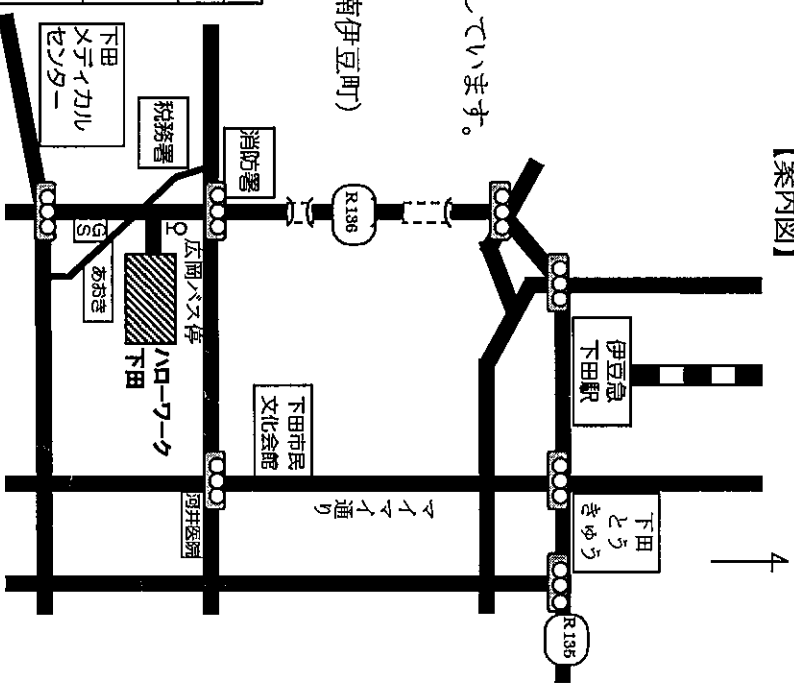 【案内図】
しています。
南伊豆町)
下田
メディカル
センター
税務署
消防署
R136
伊豆急
下田駅
GS
あおき
広岡バス停
ハローワーク
下田
下田市民
文化会館
マイマイ通り
河井医院
下田
とう
きゅう
R135
4